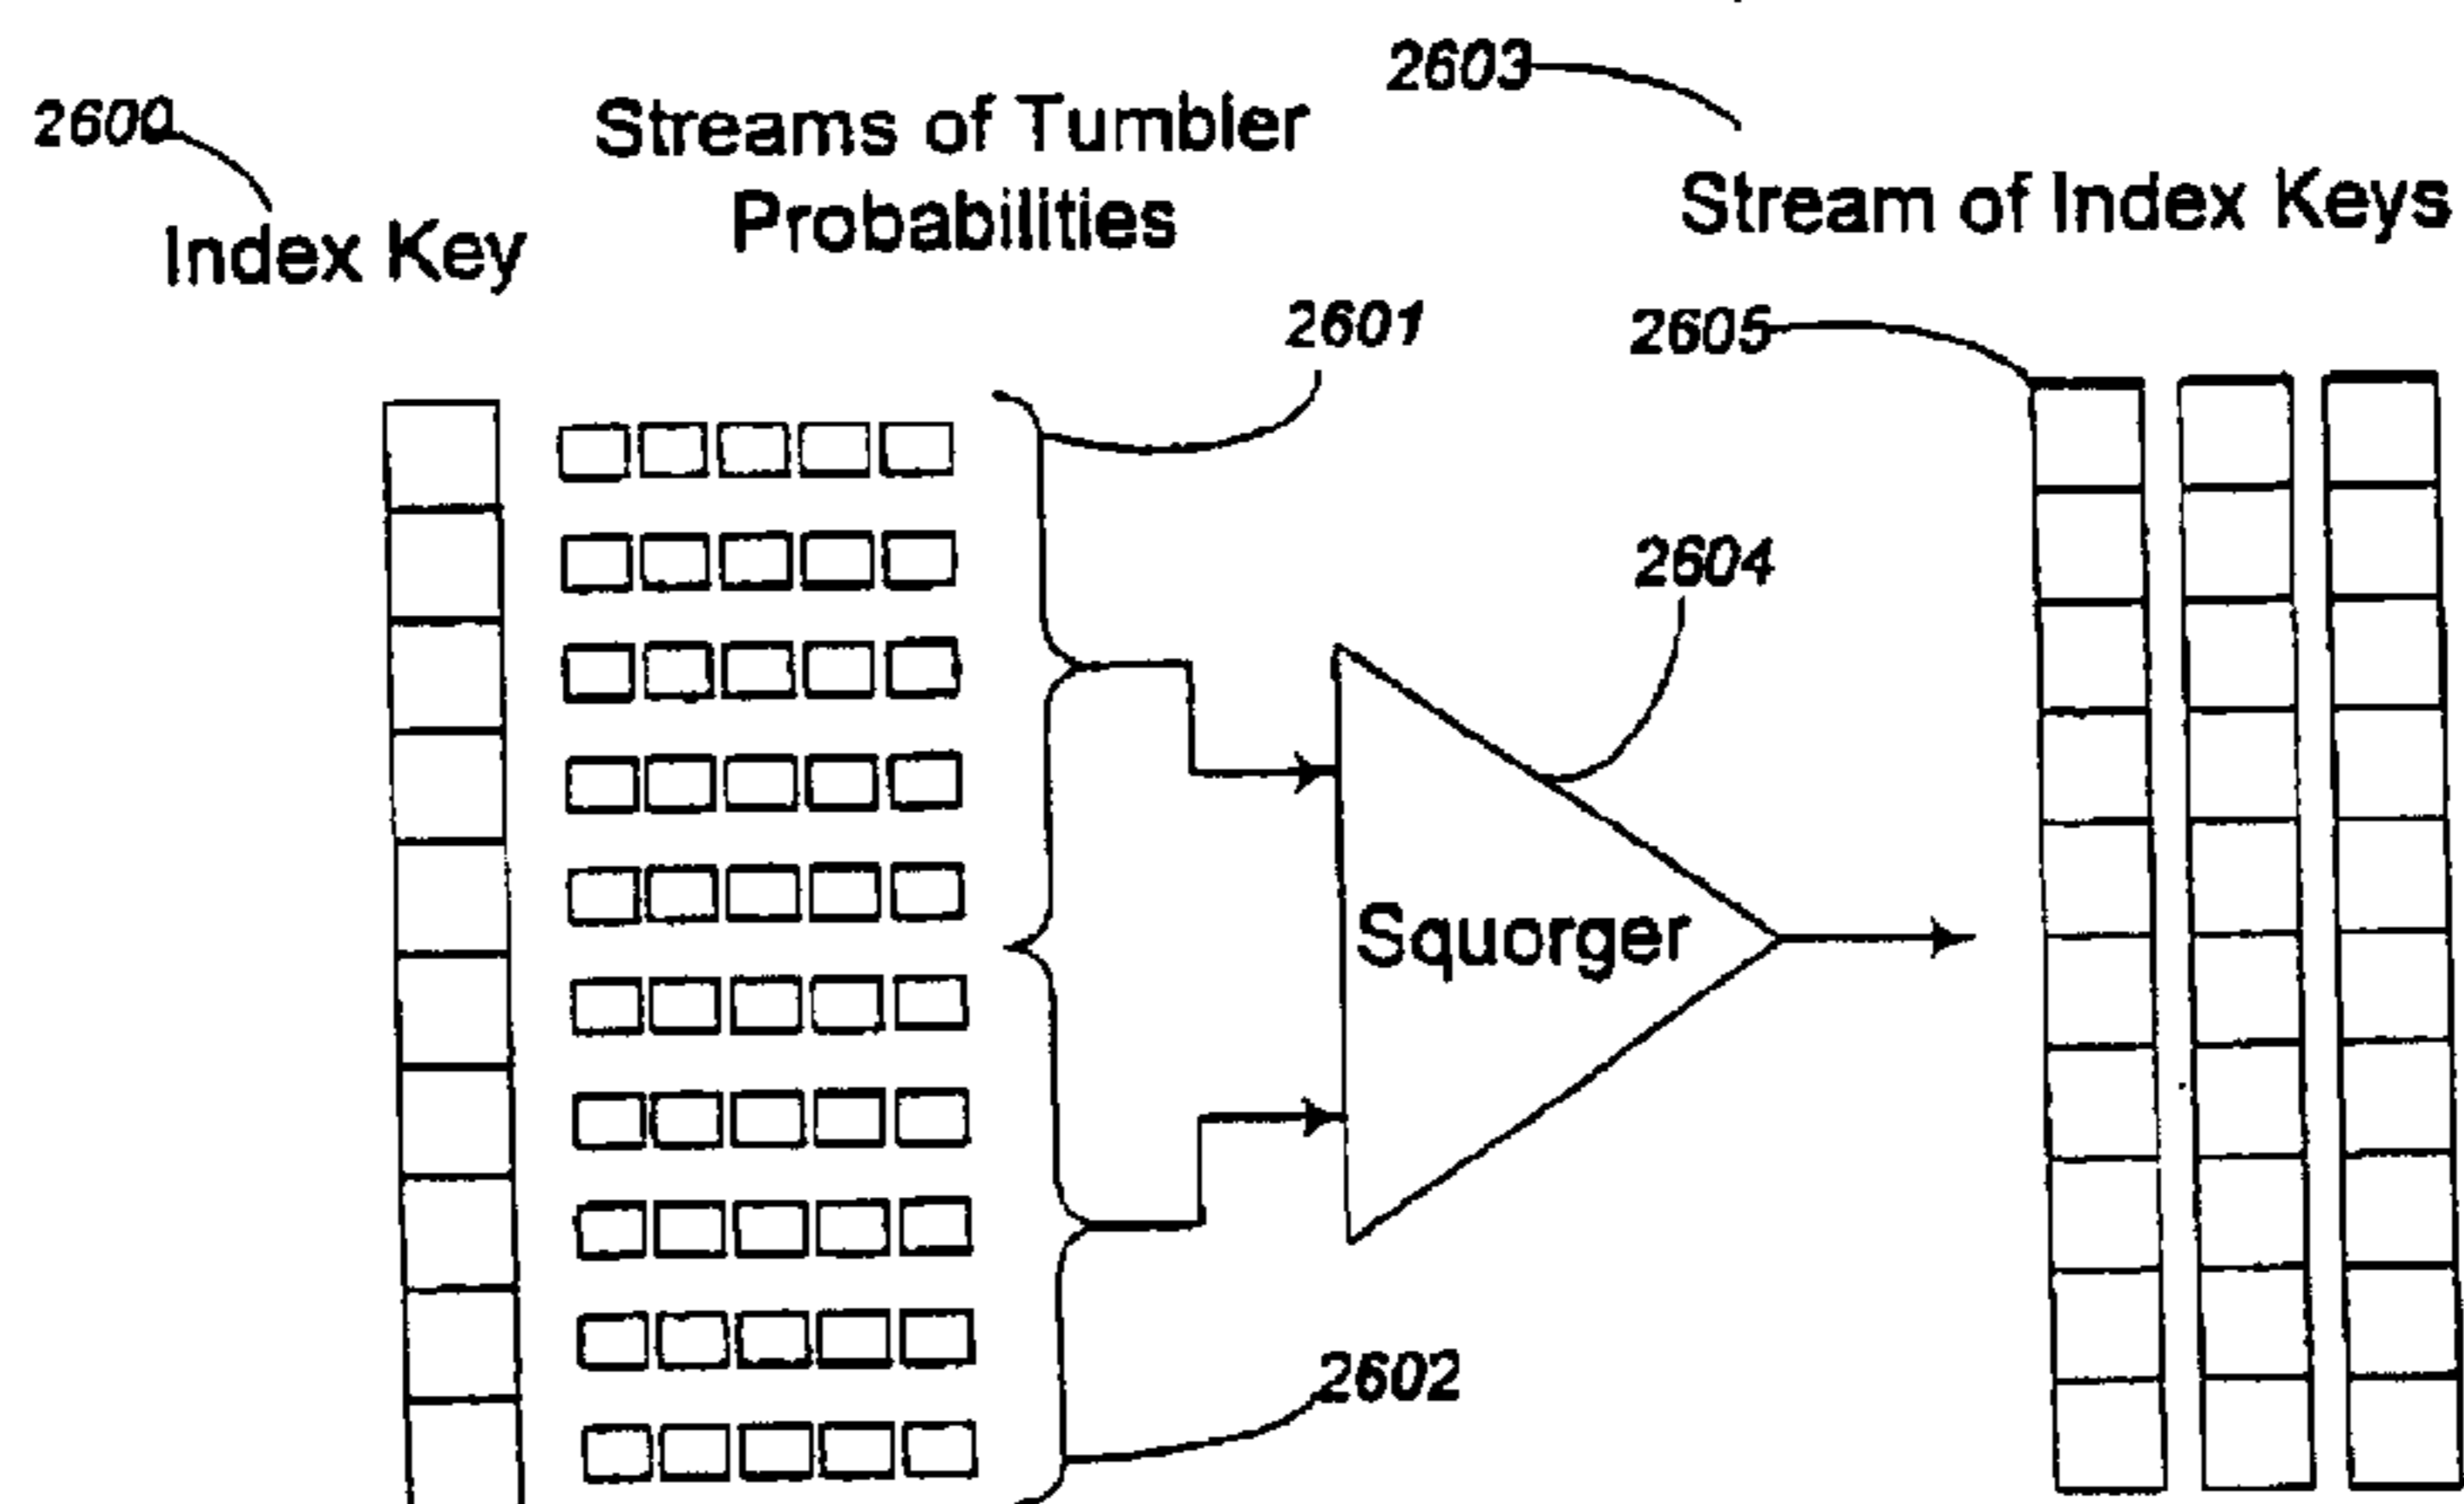 2603
2600
Streams of Tumbler
Probabilities
Index Key
Stream of Index Keys
2601
2605
2604
Squorger
2602